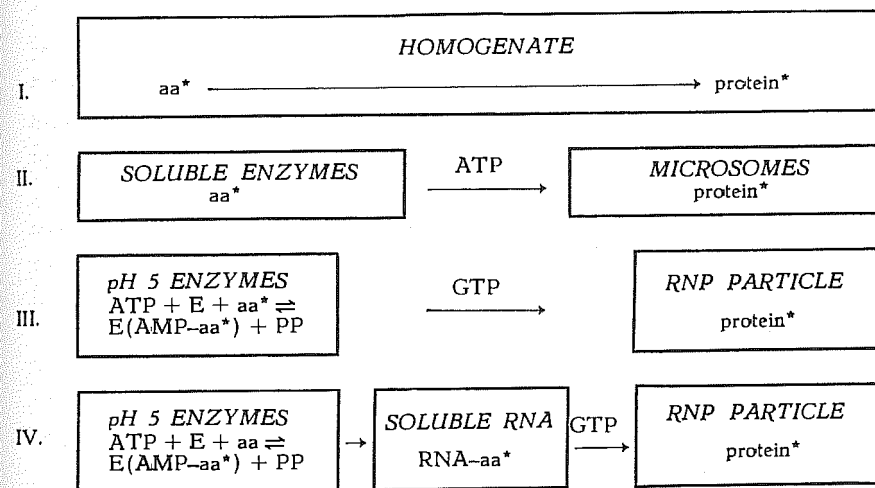 HOMOGENATE
I. aa* → protein*
ATP
II. SOLUBLE ENZYMES MICROSOMES
aa* protein*
pH 5 ENZYMES GTP RNP PARTICLE
ATP + E + aa* ⇌
III. E(AMP–aa*) + PP protein*
pH 5 ENZYMES SOLUBLE RNA GTP RNP PARTICLE
IV. ATP + E + aa ⇌
E(AMP–aa*) + PP → RNA–aa* → protein*